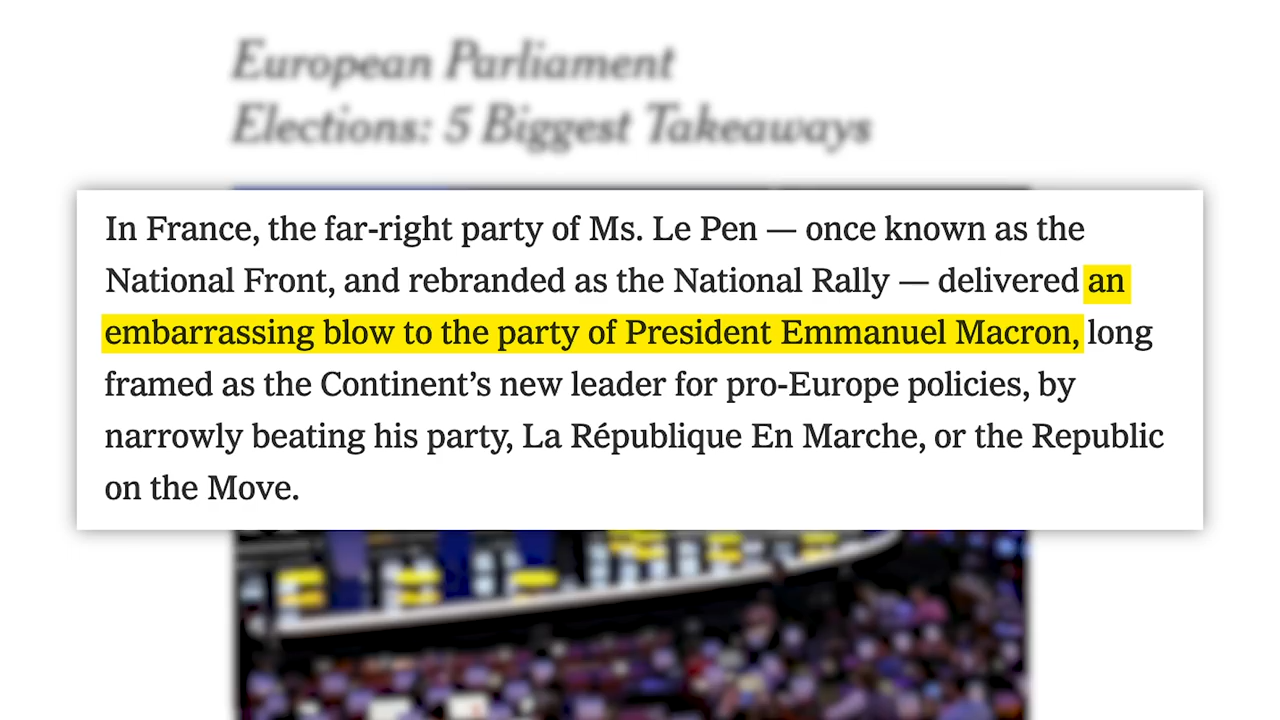 European Parliament
Elections: 5 Biggest Takeaways
In France, the far-right party of Ms. Le Pen — once known as the
National Front, and rebranded as the National Rally — delivered an
embarrassing blow to the party of President Emmanuel Macron, long
framed as the Continent’s new leader for pro-Europe policies, by
narrowly beating his party, La République En Marche, or the Republic
on the Move.